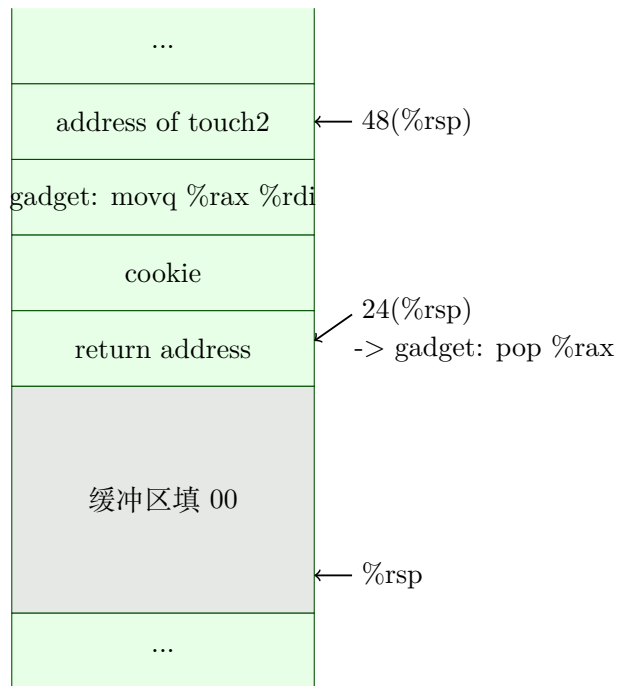 ...
address of touch2
48(%rsp)
gadget: movq %rax %rdi
cookie
24(%rsp)
return address
-> gadget: pop %rax
缓冲区填 00
%rsp
...